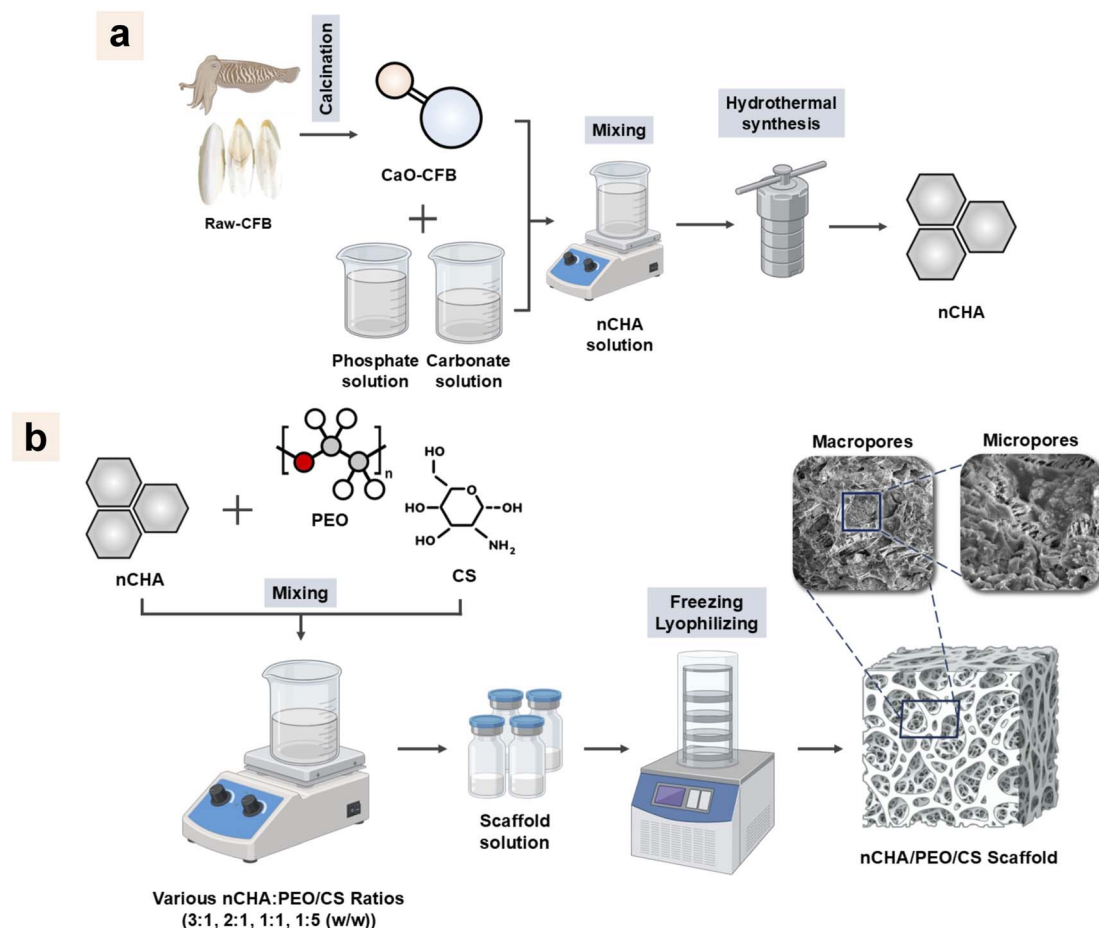 a
Calcination
Raw-CFB
CaO-CFB
Phosphate
solution
Carbonate
solution
Mixing
nCHA
solution
Hydrothermal
synthesis
nCHA
b
nCHA
n
PEO
HO
O
HO
OH
HO
NH2
CS
Mixing
Various nCHA:PEO/CS Ratios
(3:1, 2:1, 1:1, 1:5 (w/w))
Scaffold
solution
Freezing
Lyophilizing
Macropores
Micropores
nCHA/PEO/CS Scaffold